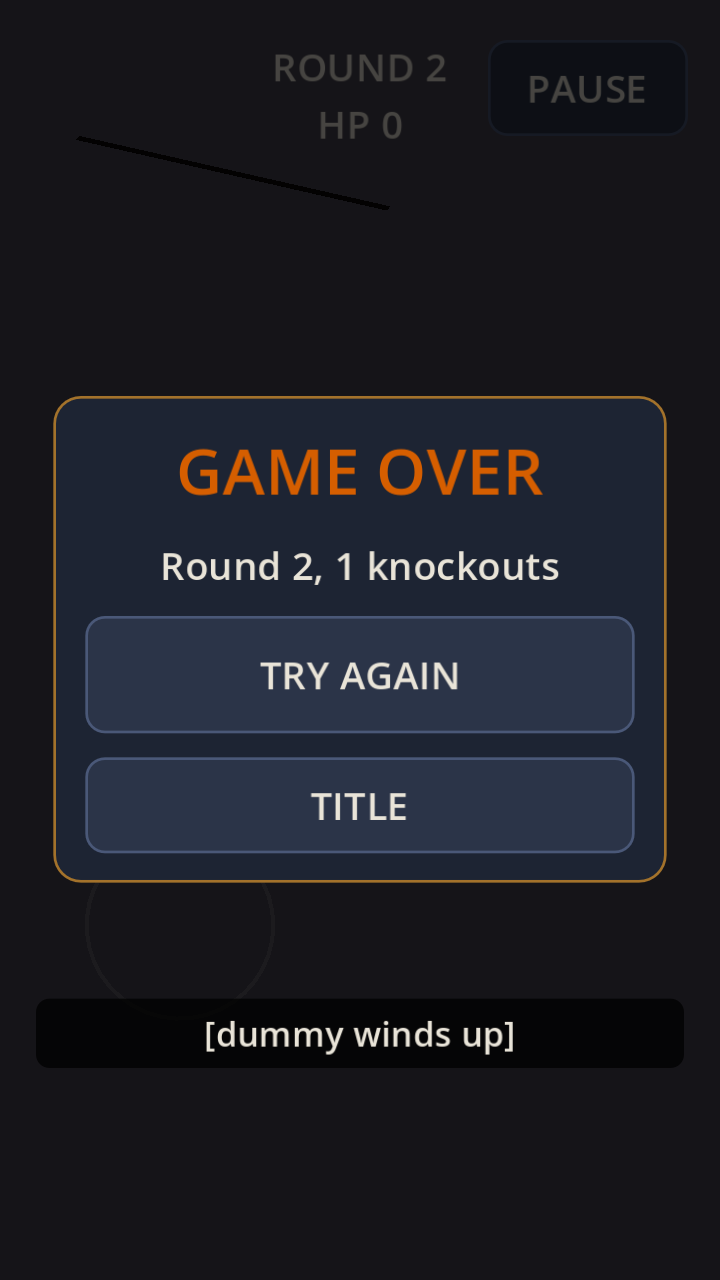 ROUND 2
HP 0
PAUSE
GAME OVER
Round 2, 1 knockouts
TRY AGAIN
TITLE
[dummy winds up]